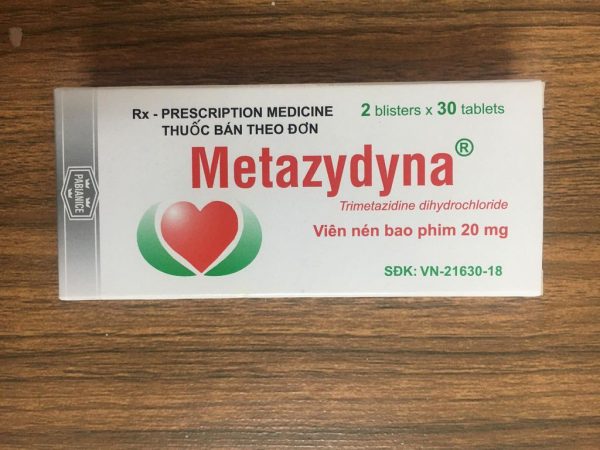 Rx - PRESCRIPTION MEDICINE
THUỐC BÁN THEO ĐƠN
2 blisters x 30 tablets
Metazydyna®
Trimetazidine dihydrochloride
Viên nén bao phim 20 mg
SĐK: VN-21630-18
PABIANICE